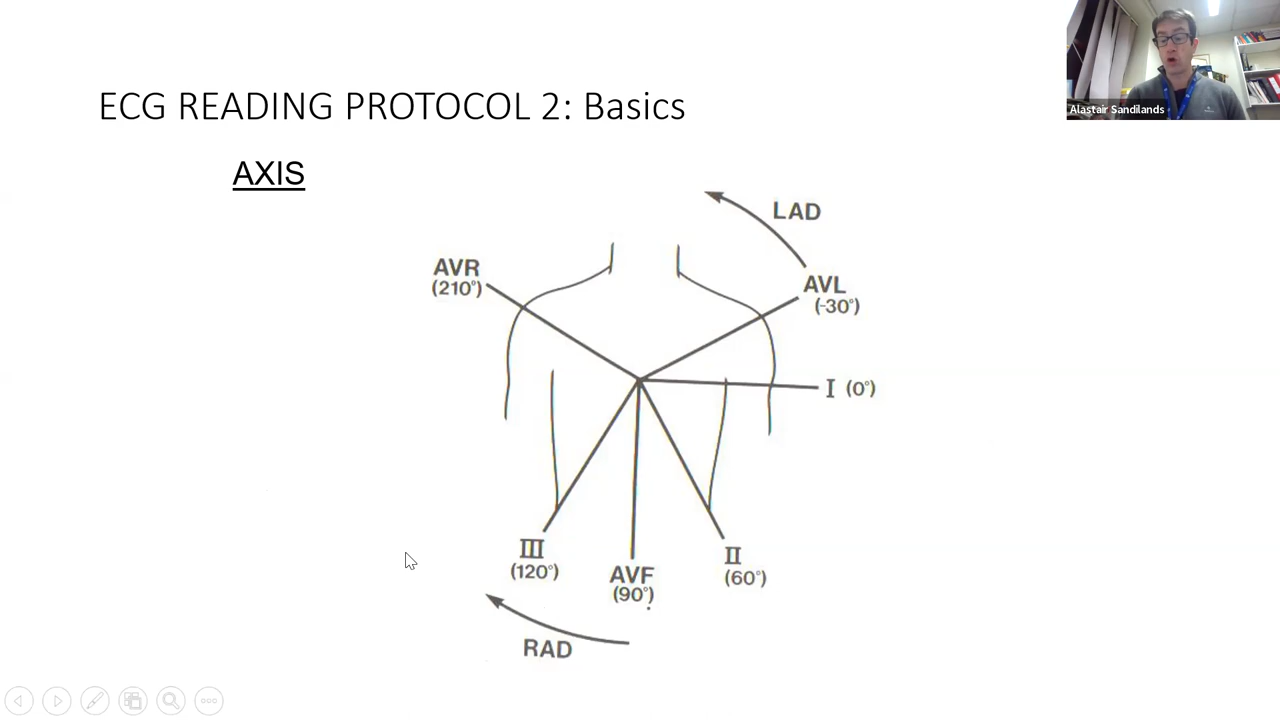 ECG READING PROTOCOL 2: Basics
Alastair Sandilands
AXIS
LAD
AVR
(210°)
AVL
(-30°)
I (0°)
III
(120°)
AVF
(90°)
II
(60°)
RAD